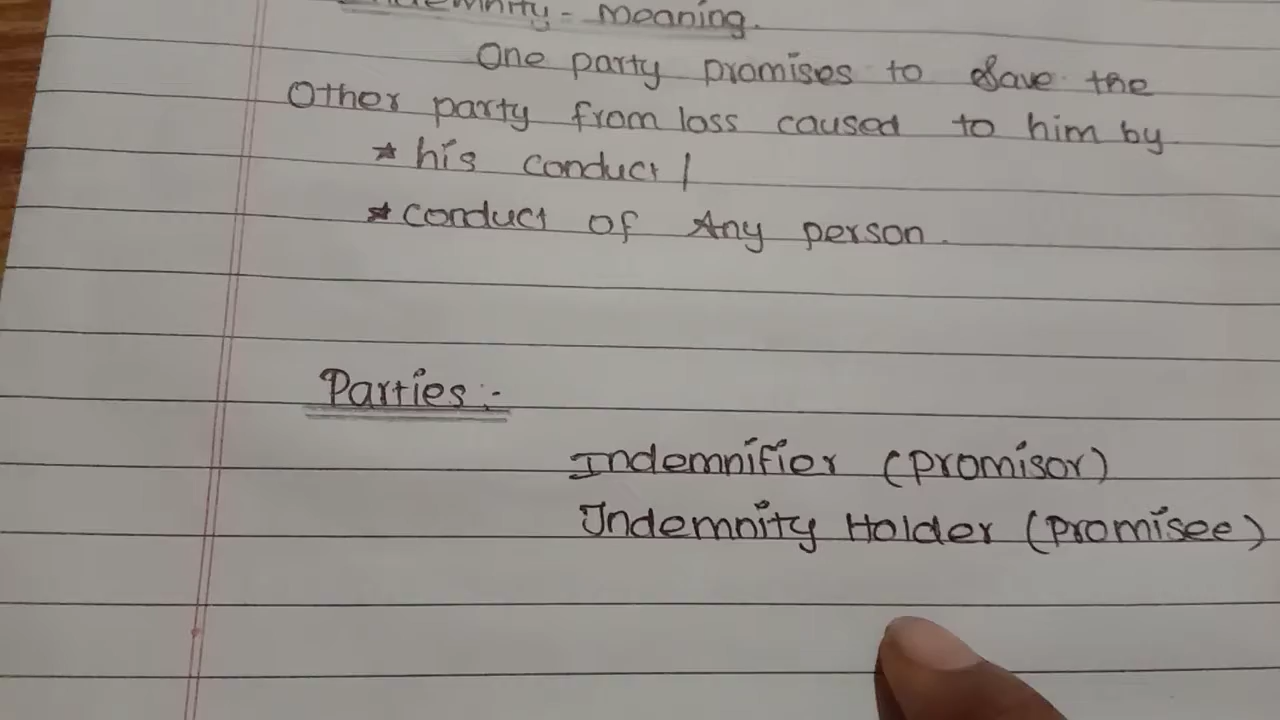 Indemnity - meaning.
One party promises to Save the
Other party from loss caused to him by
* his conduct /
* conduct of Any person.
Parties :-
Indemnifier (promisor)
Indemnity Holder (promisee)